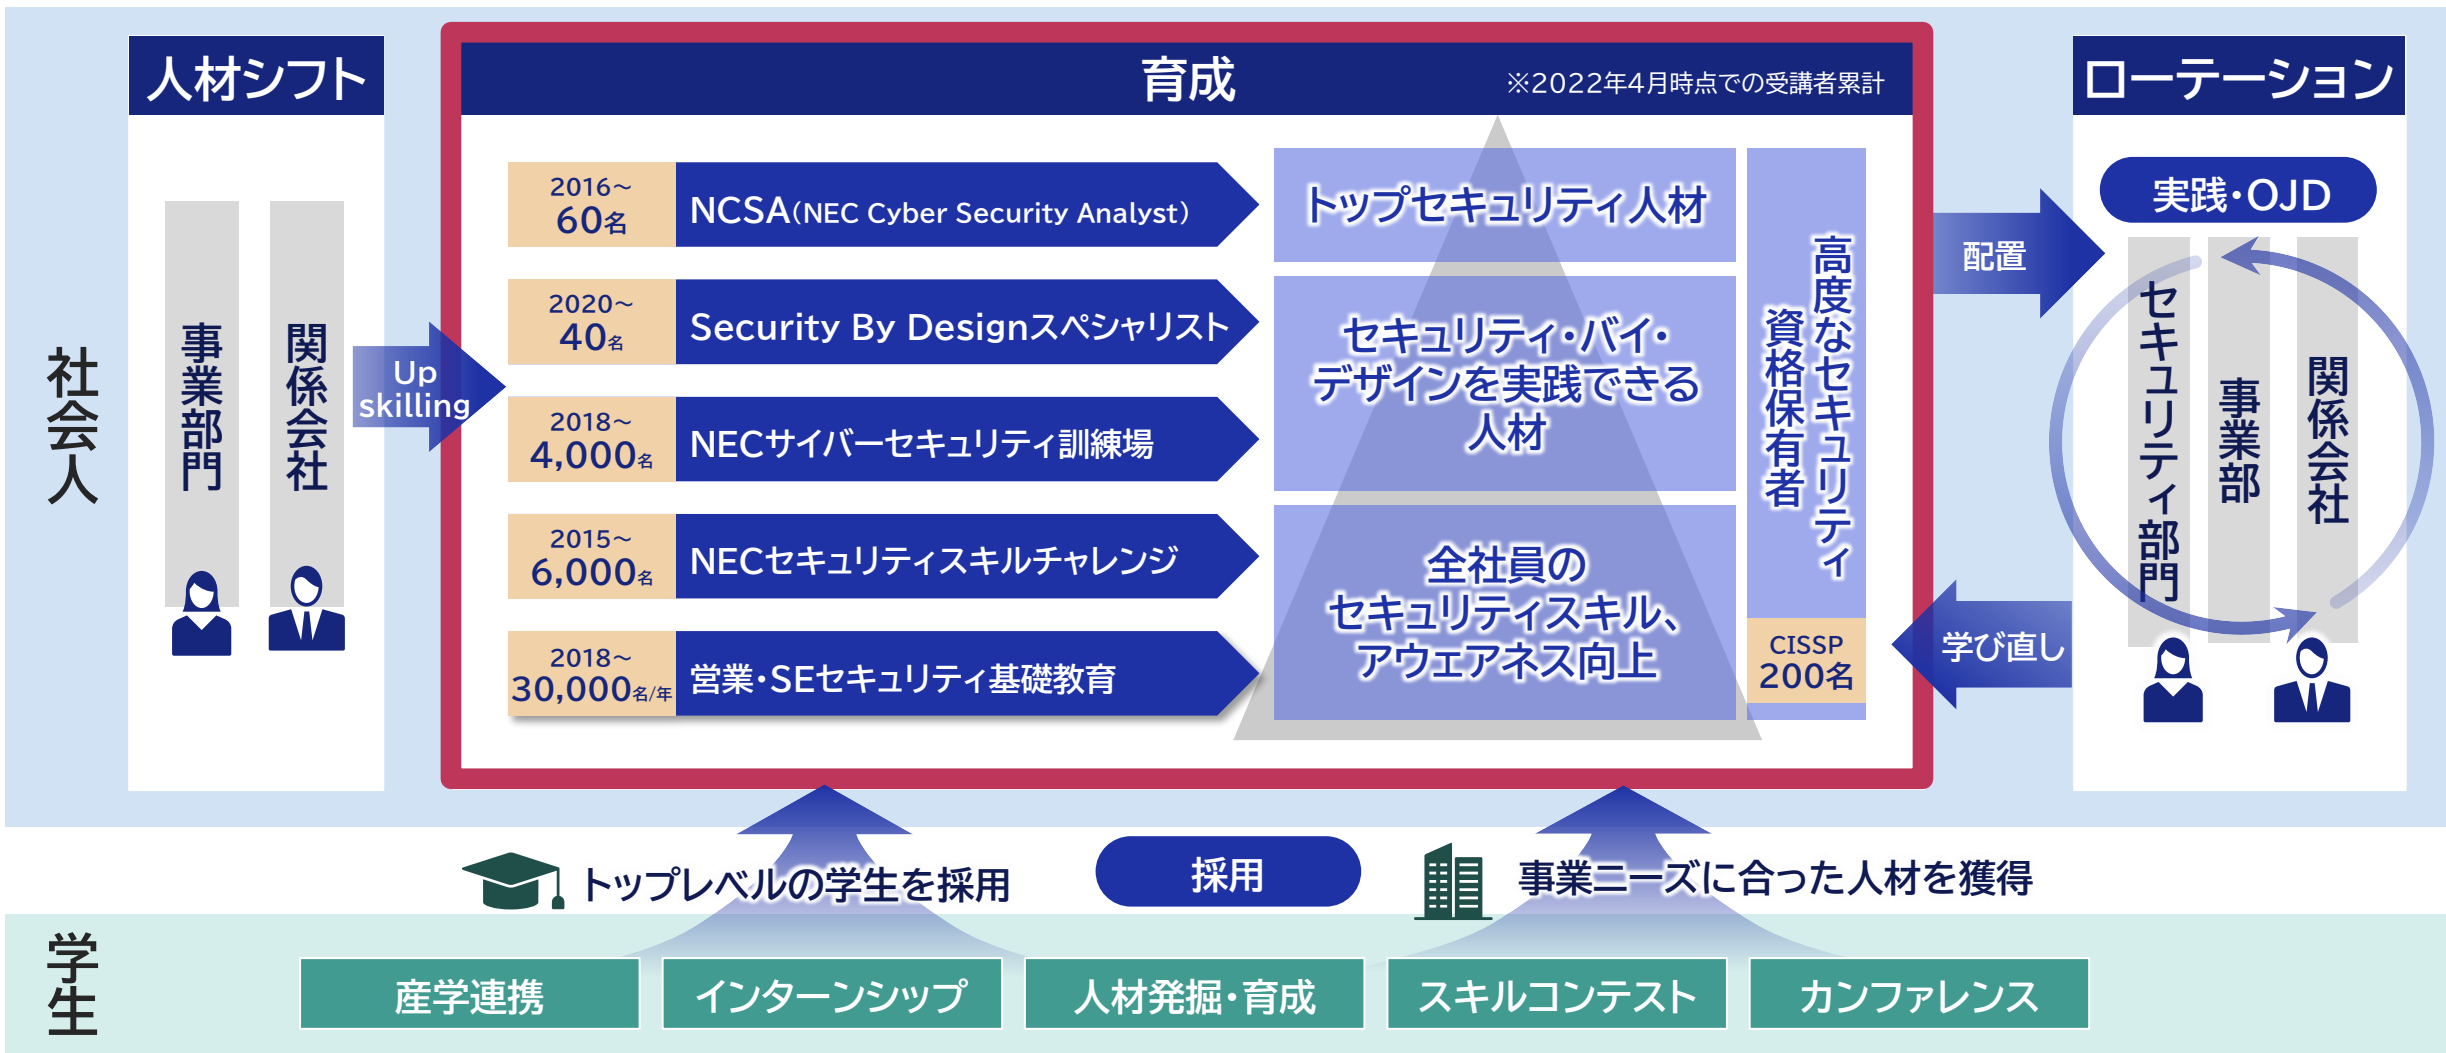 社会人
人材シフト
事業部門
関係会社
Up
skilling
育成
※2022年4月時点での受講者累計
2016～
60名
NCSA（NEC Cyber Security Analyst）
2020～
40名
Security By Designスペシャリスト
2018～
4,000名
NECサイバーセキュリティ訓練場
2015～
6,000名
NECセキュリティスキルチャレンジ
2018～
30,000名/年
営業・SEセキュリティ基礎教育
トップセキュリティ人材
セキュリティ・バイ・
デザインを実践できる
人材
全社員の
セキュリティスキル、
アウェアネス向上
高度なセキュリティ
資格保有者
CISSP
200名
配置
学び直し
ローテーション
実践・OJD
セキュリティ部門
事業部
関係会社
トップレベルの学生を採用
採用
事業ニーズに合った人材を獲得
学生
産学連携
インターンシップ
人材発掘・育成
スキルコンテスト
カンファレンス